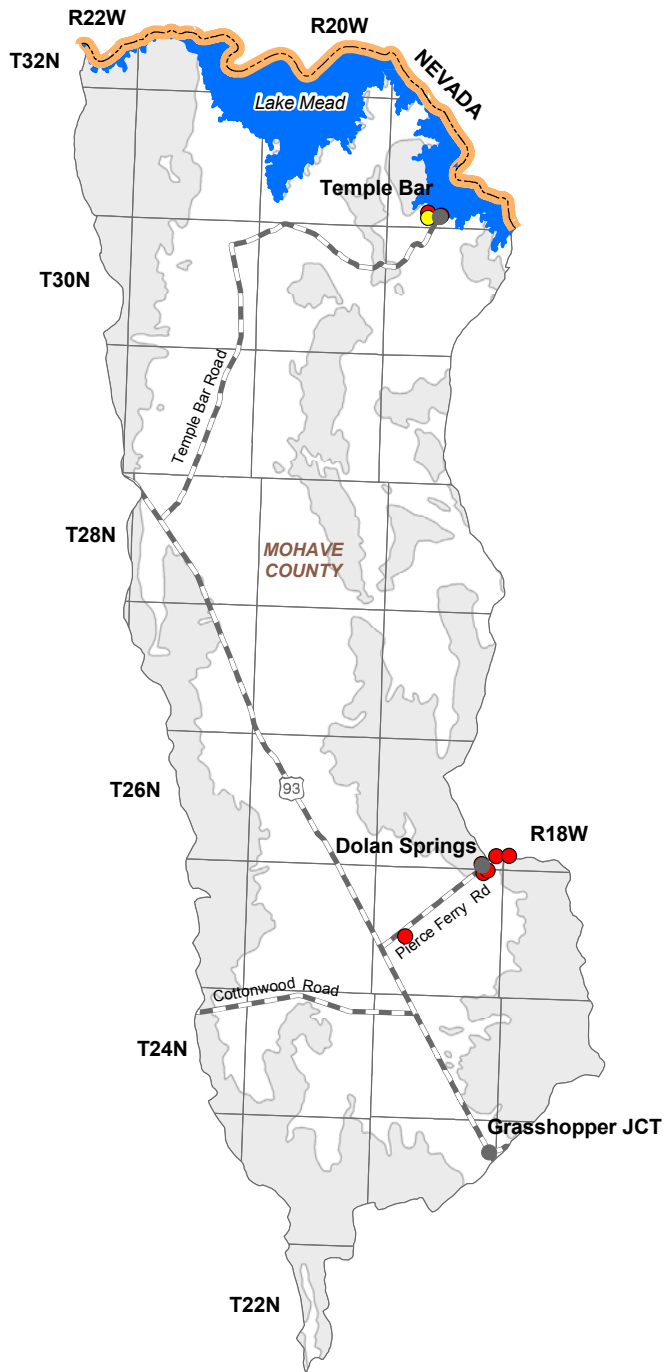 R22W
R20W
T32N
NEVADA
Lake Mead
Temple Bar
T30N
Temple Bar Road
T28N
MOHAVE
COUNTY
93
T26N
R18W
Dolan Springs
Pierce Ferry Rd
Cottonwood Road
T24N
Grasshopper JCT
T22N